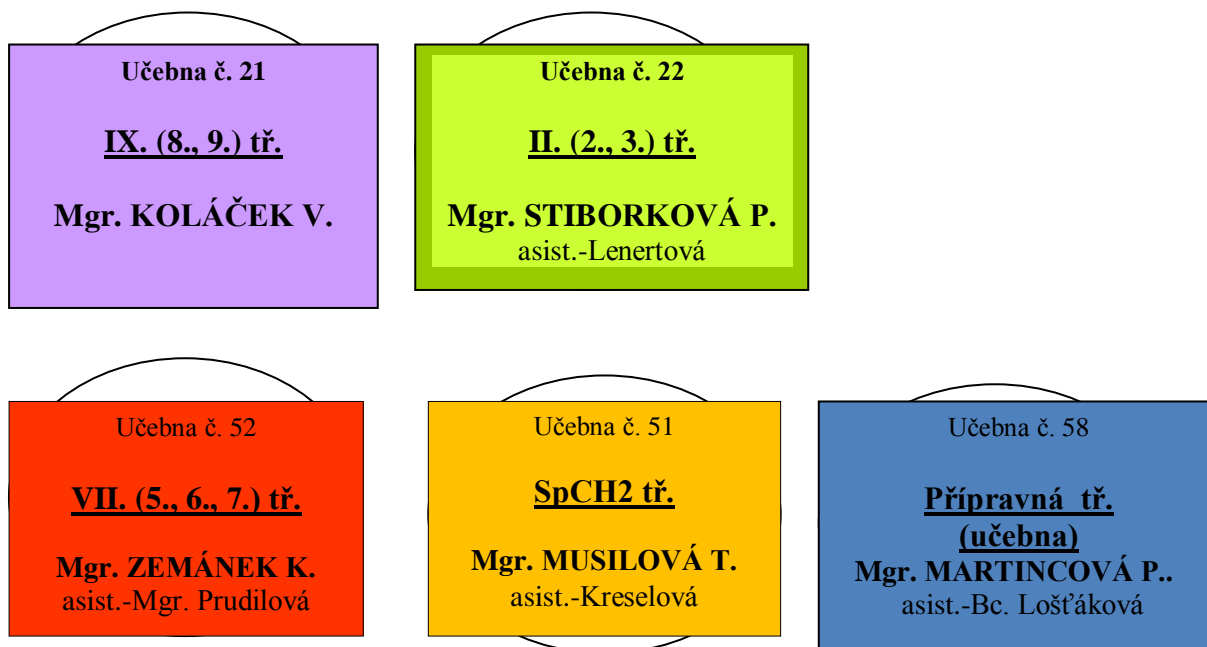 Učebna č. 21
IX. (8., 9.) tř.
Mgr. KOLÁČEK V.
Učebna č. 22
II. (2., 3.) tř.
Mgr. STIBORKOVÁ P.
asist.-Lenertová
Učebna č. 52
VII. (5., 6., 7.) tř.
Mgr. ZEMÁNEK K.
asist.-Mgr. Prudilová
Učebna č. 51
SpCH2 tř.
Mgr. MUSILOVÁ T.
asist.-Kreselová
Učebna č. 58
Přípravná tř.
(učebna)
Mgr. MARTINCOVÁ P..
asist.-Bc. Lošťáková